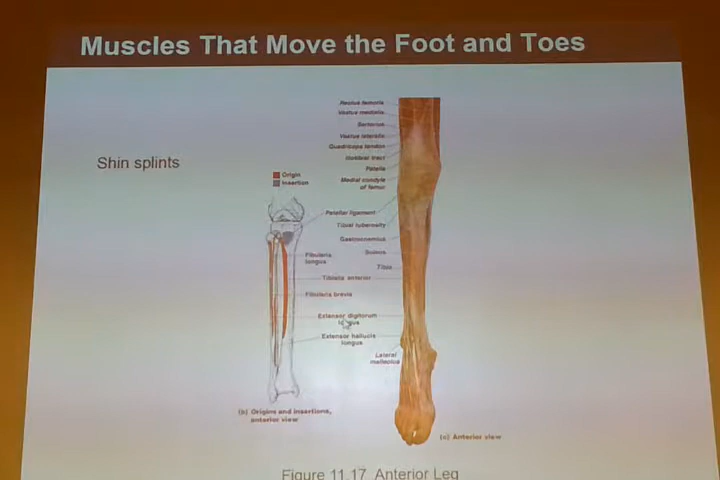 Muscles That Move the Foot and Toes
Shin splints
Origin
Insertion
Rectus femoris
Vastus medialis
Sartorius
Vastus lateralis
Quadriceps tendon
Iliotibial tract
Patella
Medial condyle
of femur
Patellar ligament
Tibial tuberosity
Gastrocnemius
Soleus
Tibia
Fibularis
longus
Tibialis anterior
Fibularis brevis
Extensor digitorum
longus
Extensor hallucis
longus
Lateral
malleolus
(b) Origins and insertions,
anterior view
(a) Anterior view
Figure 11.17 Anterior Leg